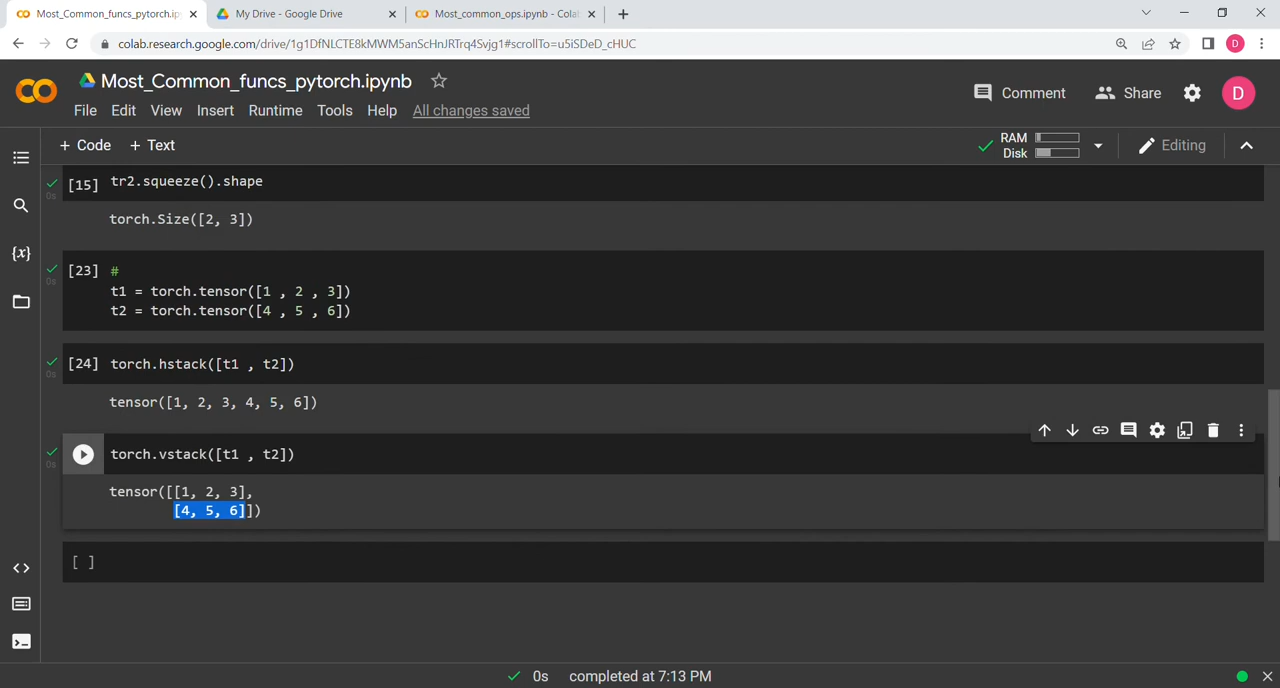 Most_Common_funcs_pytorch.ip
My Drive - Google Drive
Most_common_ops.ipynb - Cola
colab.research.google.com/drive/1g1DfNLCTE8kMWM5anScHnJRTrq4Svjg1#scrollTo=u5iSDeD_cHUC
D
Most_Common_funcs_pytorch.ipynb
Comment
Share
D
File Edit View Insert Runtime Tools Help All changes saved
+ Code + Text
RAM
Disk
Editing
[15] tr2.squeeze().shape
0s
torch.Size([2, 3])
[23] #
0s
t1 = torch.tensor([1 , 2 , 3])
t2 = torch.tensor([4 , 5 , 6])
[24] torch.hstack([t1 , t2])
0s
tensor([1, 2, 3, 4, 5, 6])
torch.vstack([t1 , t2])
0s
tensor([[1, 2, 3],
[4, 5, 6]])
[ ]
{x}
0s completed at 7:13 PM